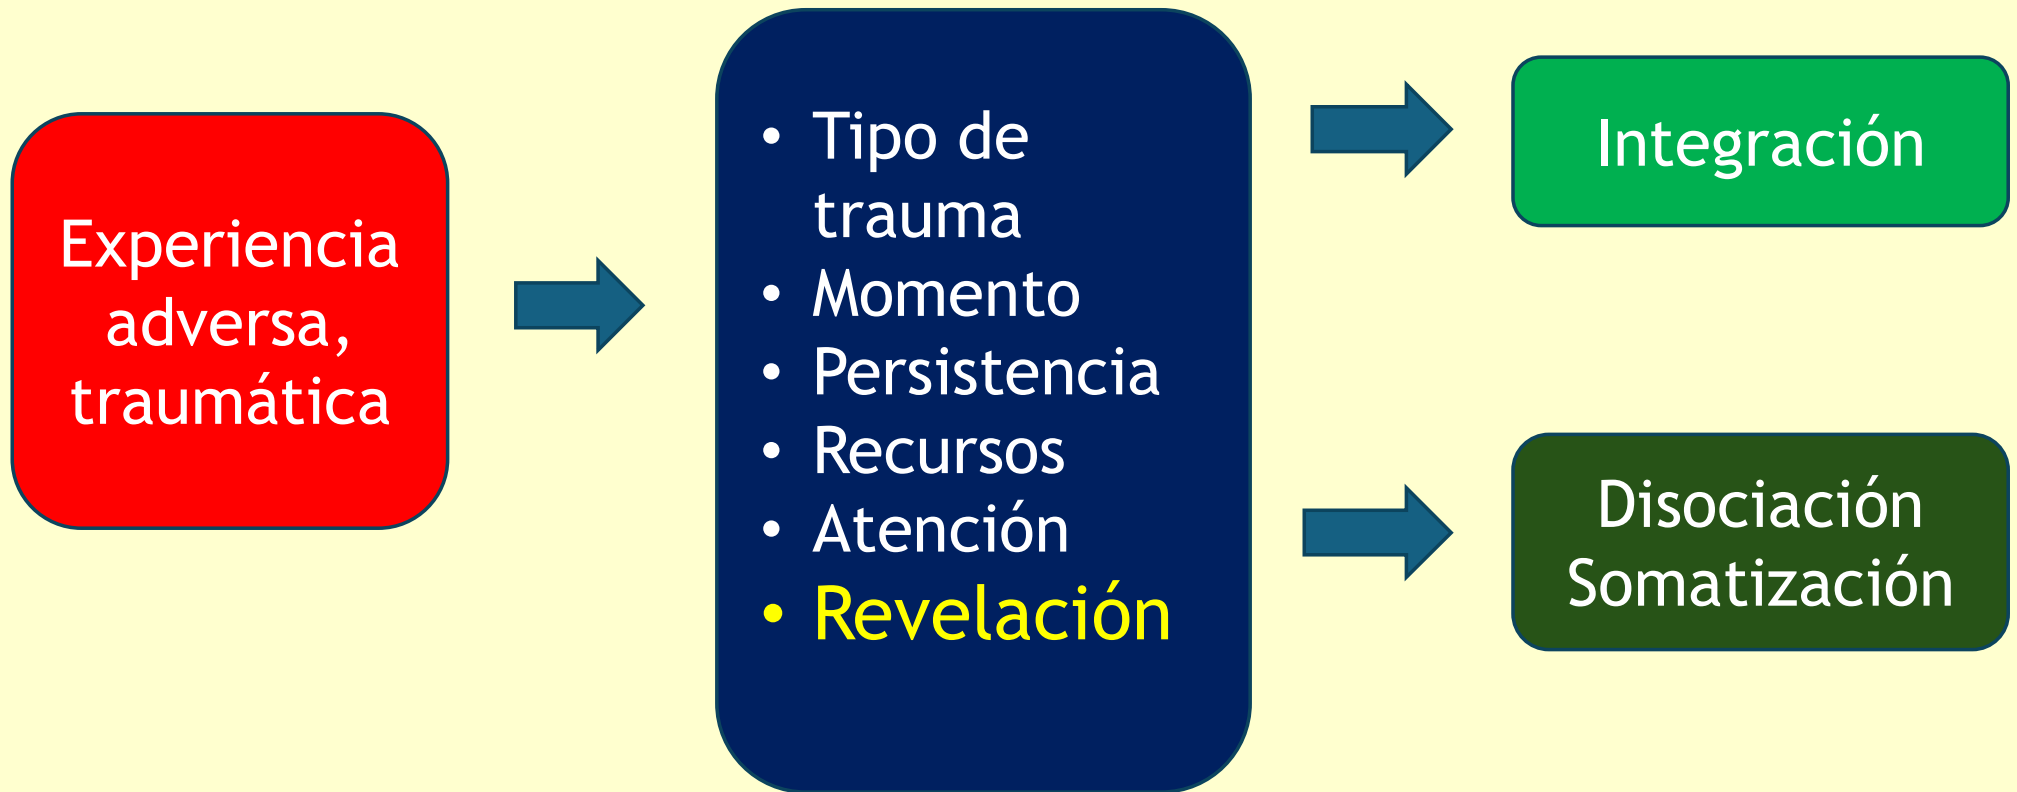 Experiencia
adversa,
traumática
• Tipo de
trauma
• Momento
• Persistencia
• Recursos
• Atención
• Revelación
Integración
Disociación
Somatización